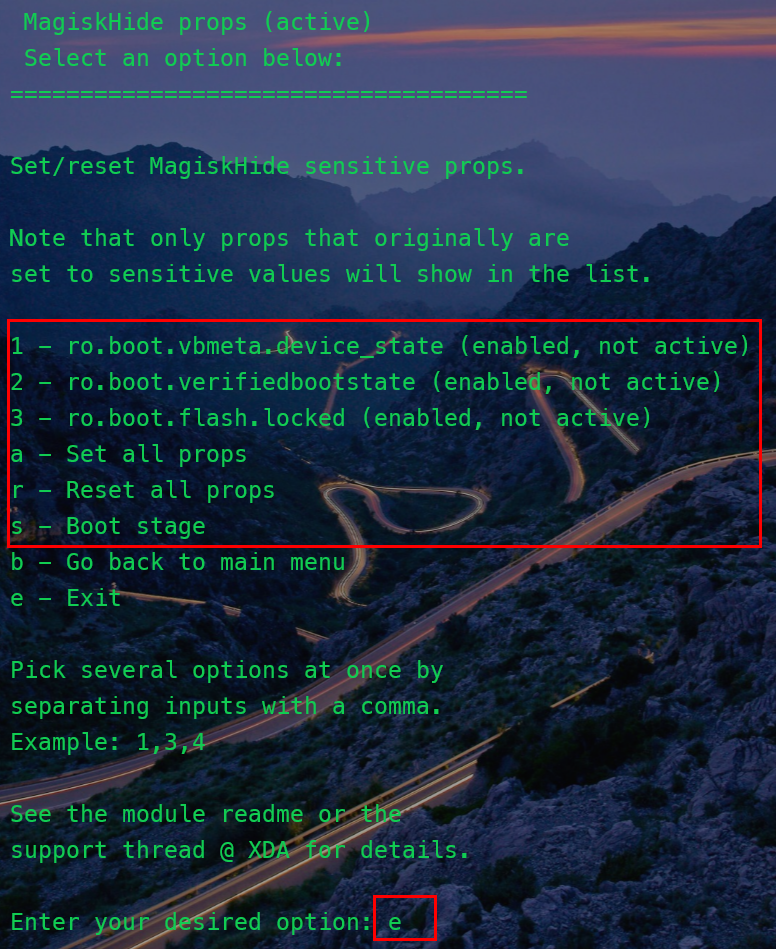 MagiskHide props (active)
Select an option below:
=====================================
Set/reset MagiskHide sensitive props.
Note that only props that originally are
set to sensitive values will show in the list.
1 – ro.boot.vbmeta.device_state (enabled, not active)
2 – ro.boot.verifiedbootstate (enabled, not active)
3 – ro.boot.flash.locked (enabled, not active)
a – Set all props
r – Reset all props
s – Boot stage
b – Go back to main menu
e – Exit
Pick several options at once by
separating inputs with a comma.
Example: 1,3,4
See the module readme or the
support thread @ XDA for details.
Enter your desired option: e